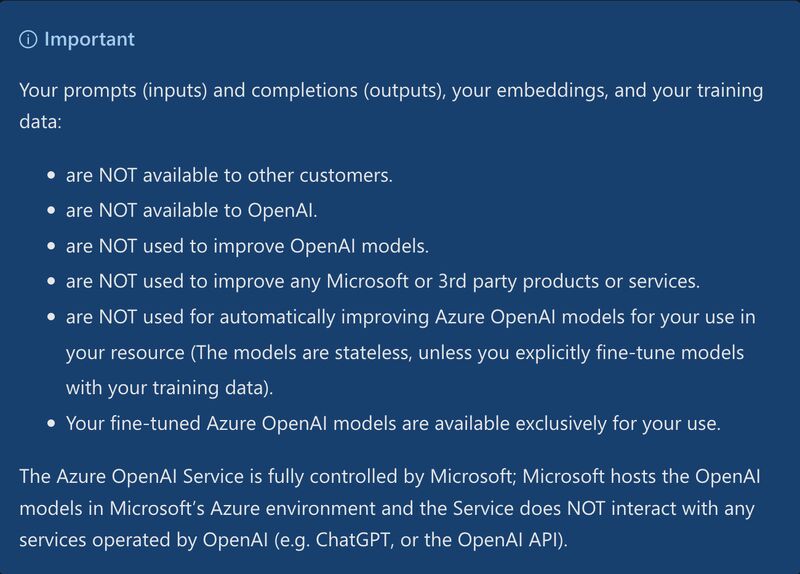 Important
Your prompts (inputs) and completions (outputs), your embeddings, and your training
data:
• are NOT available to other customers.
• are NOT available to OpenAI.
• are NOT used to improve OpenAI models.
• are NOT used to improve any Microsoft or 3rd party products or services.
• are NOT used for automatically improving Azure OpenAI models for your use in
your resource (The models are stateless, unless you explicitly fine-tune models
with your training data).
• Your fine-tuned Azure OpenAI models are available exclusively for your use.
The Azure OpenAI Service is fully controlled by Microsoft; Microsoft hosts the OpenAI
models in Microsoft’s Azure environment and the Service does NOT interact with any
services operated by OpenAI (e.g. ChatGPT, or the OpenAI API).